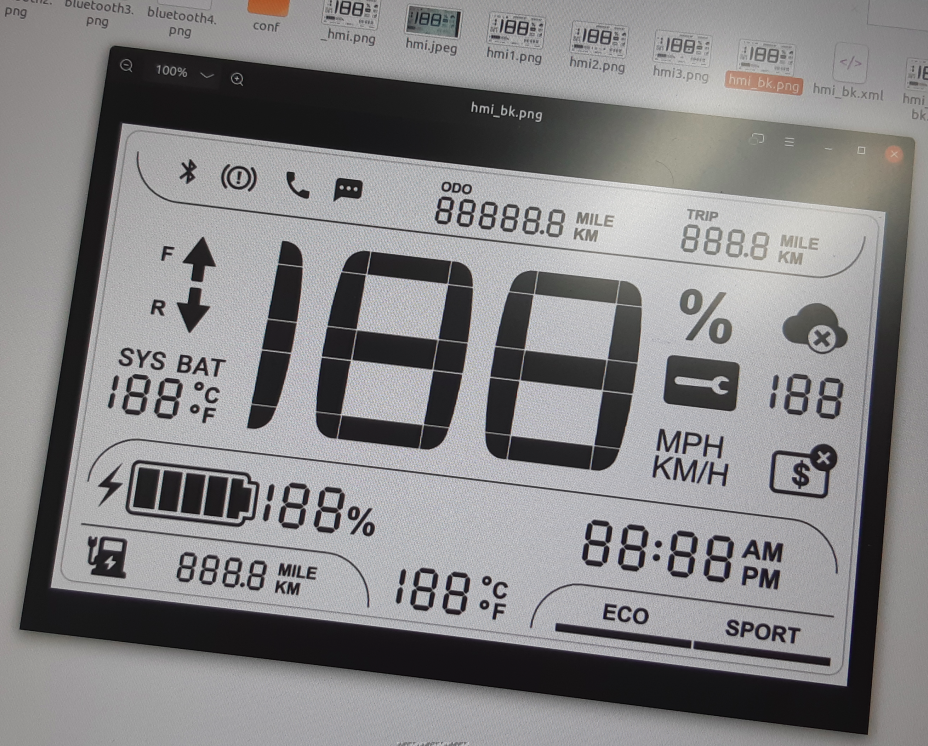 png
bluetooth3.
png
bluetooth4.
png
conf
_hmi.png
hmi.jpeg
hmi1.png
hmi2.png
hmi3.png
hmi_bk.png
hmi_bk.xml
100%
hmi_bk.png
ODO
88888.8 MILE
KM
TRIP
888.8 MILE
KM
F
R
SYS BAT
188 °C
°F
188
%
188
MPH
KM/H
$
188%
88:88 AM
PM
888.8 MILE
KM
188 °C
°F
ECO
SPORT